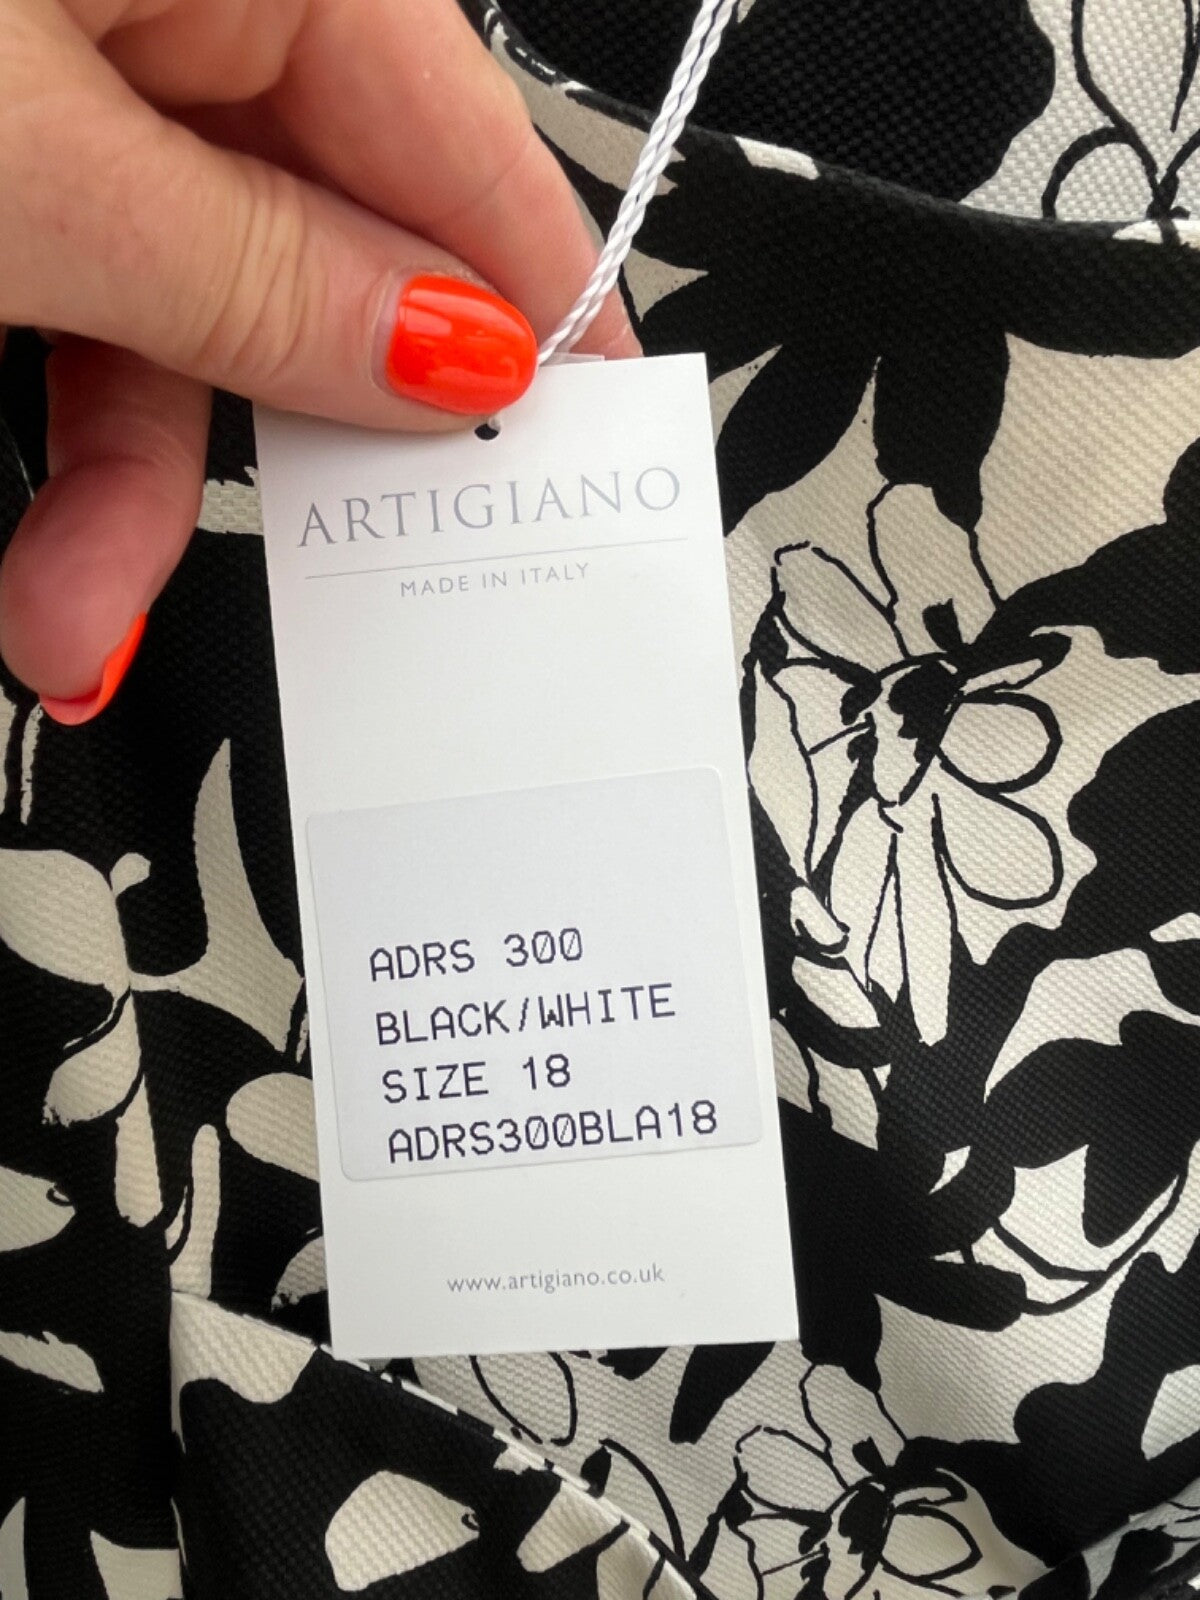 ARTIGIANO
MADE IN ITALY
ADRS 300
BLACK/WHITE
SIZE 18
ADRS300BLA18
www.artigiano.co.uk